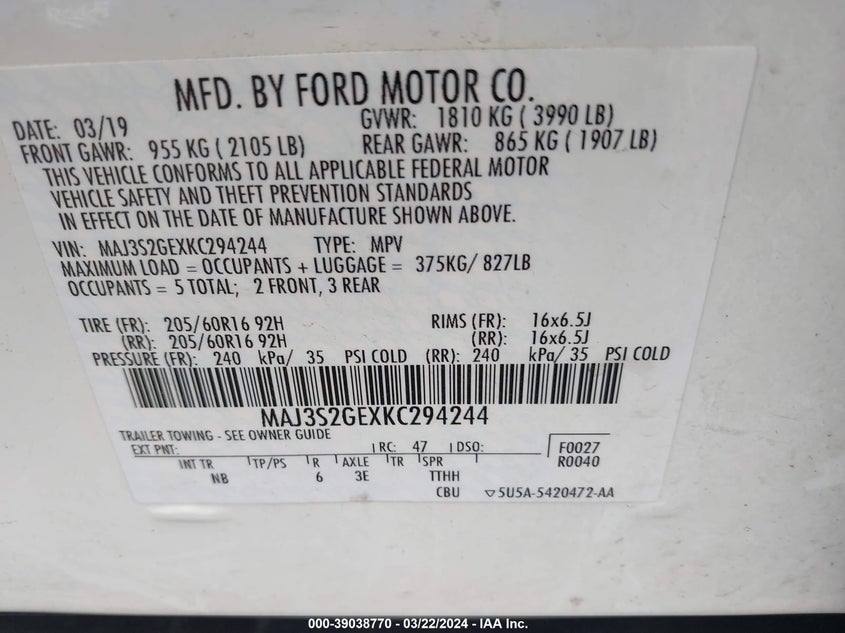 MFD. BY FORD MOTOR CO.
DATE: 03/19 GVWR: 1810 KG ( 3990 LB)
FRONT GAWR: 955 KG ( 2105 LB) REAR GAWR: 865 KG ( 1907 LB)
THIS VEHICLE CONFORMS TO ALL APPLICABLE FEDERAL MOTOR
VEHICLE SAFETY AND THEFT PREVENTION STANDARDS
IN EFFECT ON THE DATE OF MANUFACTURE SHOWN ABOVE.
VIN: MAJ3S2GEXKC294244 TYPE: MPV
MAXIMUM LOAD = OCCUPANTS + LUGGAGE = 375KG/ 827LB
OCCUPANTS = 5 TOTAL; 2 FRONT, 3 REAR
TIRE (FR): 205/60R16 92H RIMS (FR): 16x6.5J
(RR): 205/60R16 92H (RR): 16x6.5J
PRESSURE (FR): 240 kPa/ 35 PSI COLD (RR): 240 kPa/ 35 PSI COLD
MAJ3S2GEXKC294244
TRAILER TOWING - SEE OWNER GUIDE
EXT PNT: RC: 47 DSO: F0027
R0040
INT TR TP/PS R AXLE TR SPR
NB 6 3E TTHH
CBU ▽5U5A-5420472-AA
000-39038770 - 03/22/2024 - IAA Inc.